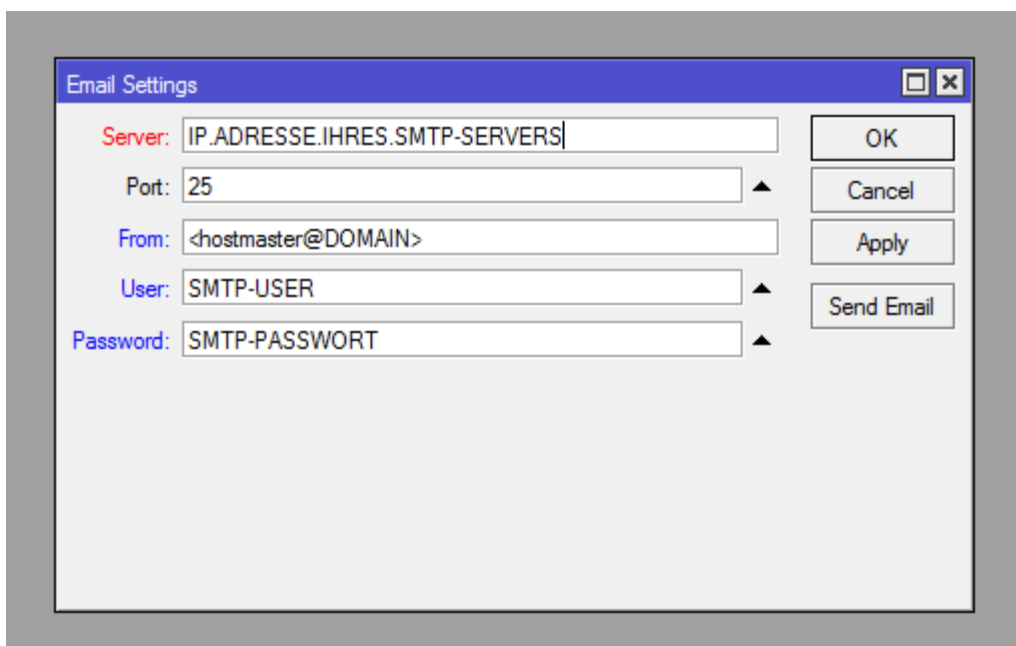 Email Settings
Server: IP.ADRESSE.IHRES.SMTP-SERVERS OK
Port: 25 Cancel
From: <hostmaster@DOMAIN> Apply
User: SMTP-USER Send Email
Password: SMTP-PASSWORT